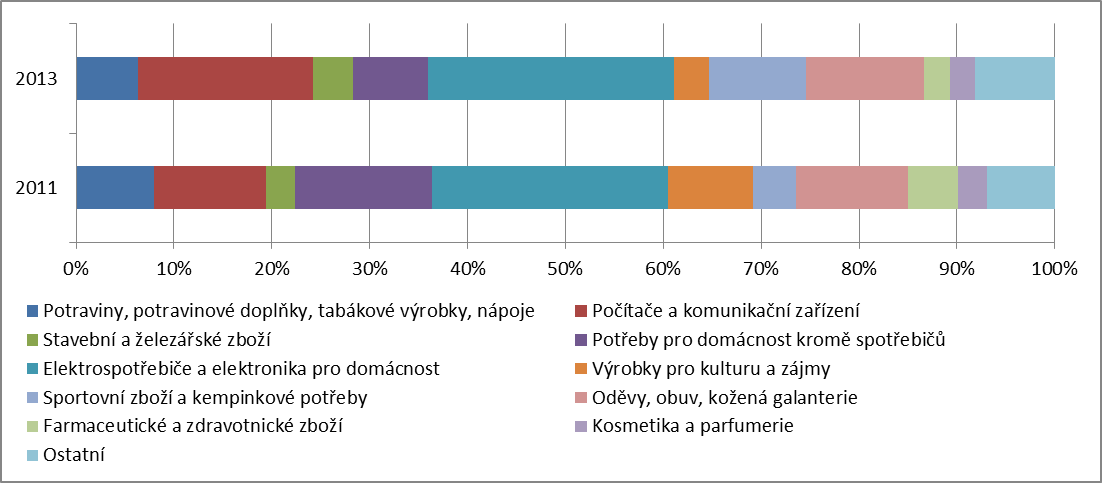 2013
2011
0% 10% 20% 30% 40% 50% 60% 70% 80% 90% 100%
Potraviny, potravinové doplňky, tabákové výrobky, nápoje
Počítače a komunikační zařízení
Stavební a železářské zboží
Potřeby pro domácnost kromě spotřebičů
Elektrospotřebiče a elektronika pro domácnost
Výrobky pro kulturu a zájmy
Sportovní zboží a kempinkové potřeby
Oděvy, obuv, kožená galanterie
Farmaceutické a zdravotnické zboží
Kosmetika a parfumerie
Ostatní